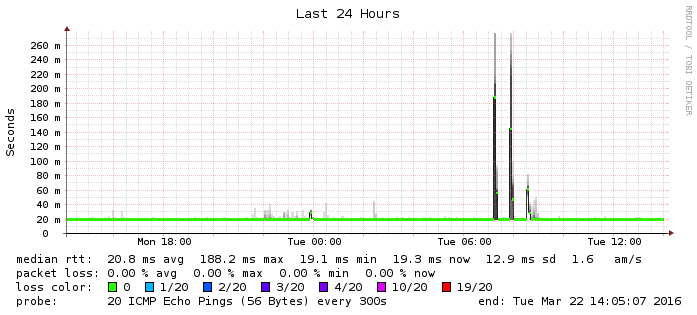 Last 24 Hours
RRDTOOL / TOBI OETIKER
Seconds
260 m
240 m
220 m
200 m
180 m
160 m
140 m
120 m
100 m
80 m
60 m
40 m
20 m
0
Mon 18:00 Tue 00:00 Tue 06:00 Tue 12:00
median rtt: 20.8 ms avg 188.2 ms max 19.1 ms min 19.3 ms now 12.9 ms sd 1.6 am/s
packet loss: 0.00 % avg 0.00 % max 0.00 % min 0.00 % now
loss color: 0 1/20 2/20 3/20 4/20 10/20 19/20
probe: 20 ICMP Echo Pings (56 Bytes) every 300s end: Tue Mar 22 14:05:07 2016